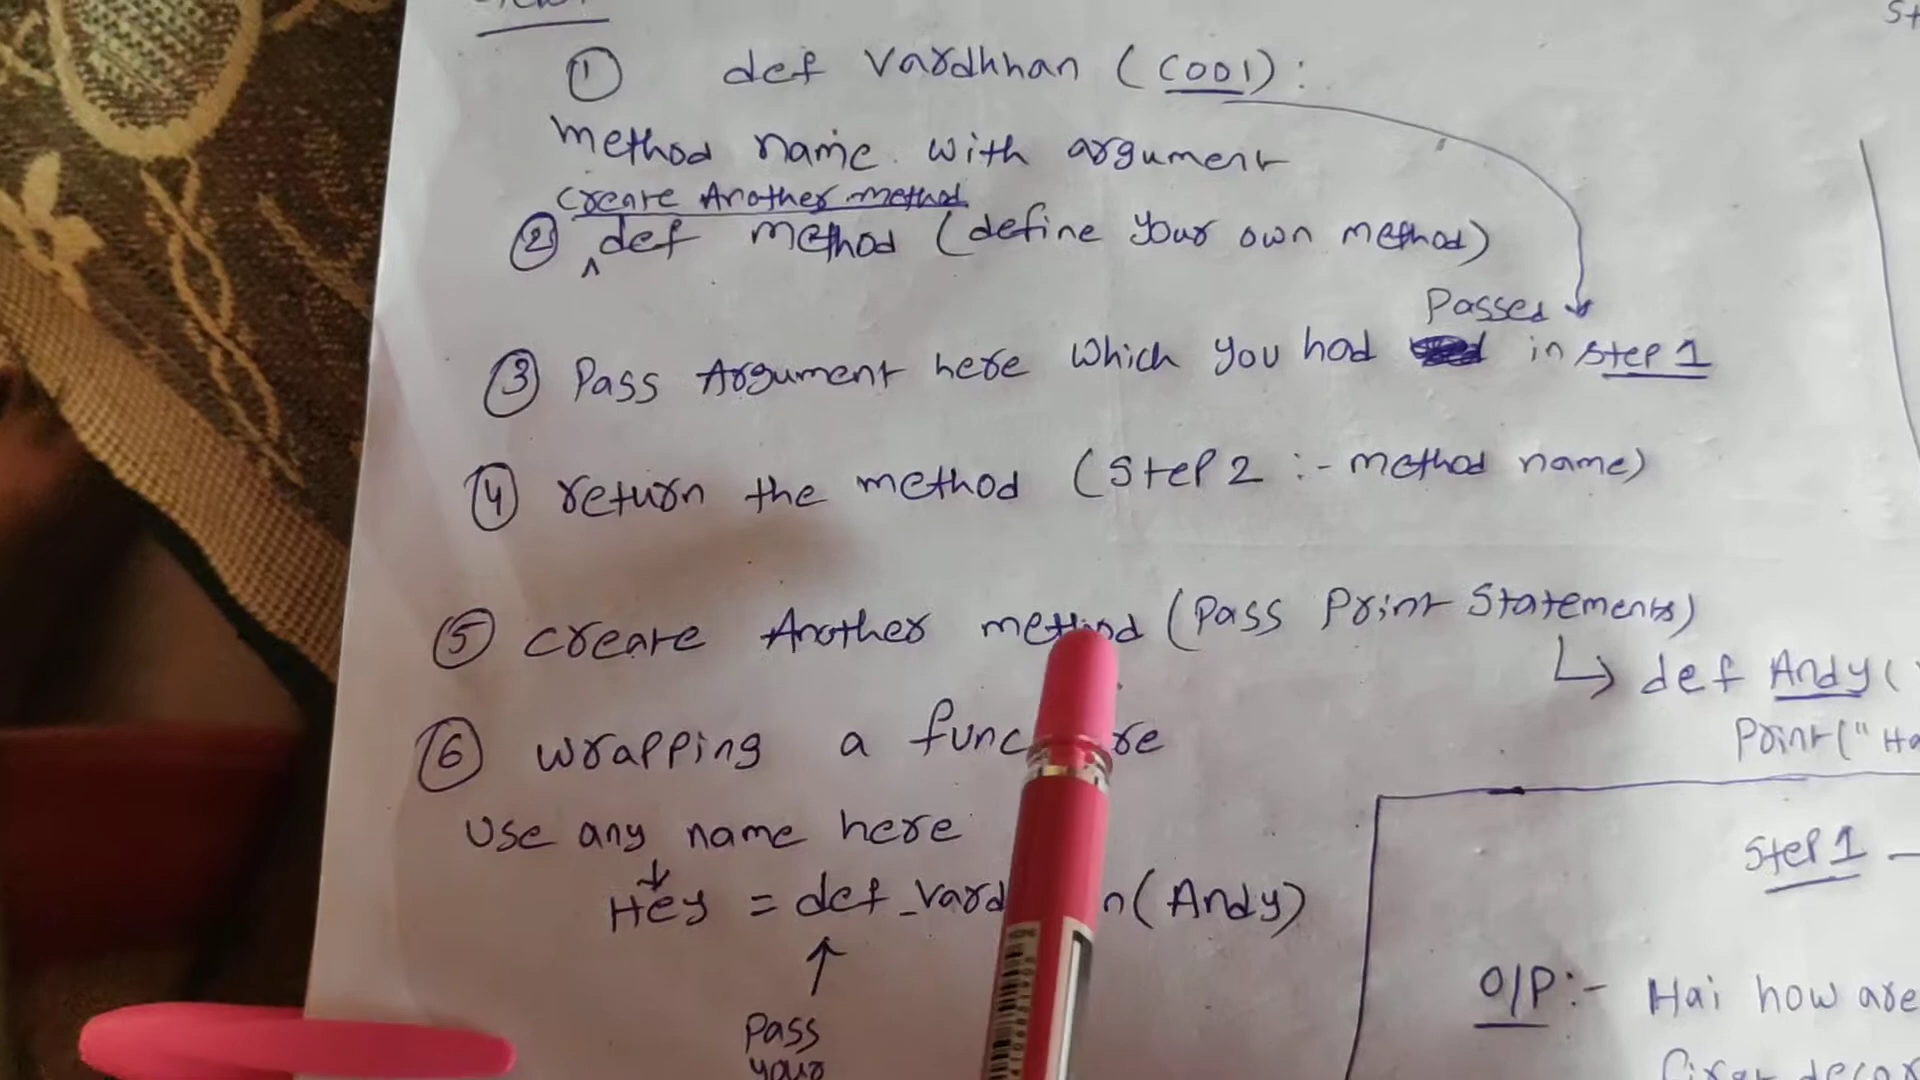 ① def Vardhhan (COOl):
method name with argument
create Another method
② def method (define your own method)
Passed
③ Pass Argument here which you had in step 1
④ return the method (Step 2 :- method name)
⑤ create Another method (Pass Print Statements)
↳ def Andy(
⑥ wrapping a func
Print("Ha
use any name here
Step 1
Hey = def_Vard n(Andy)
O/P:- Hai how are
Pass
your